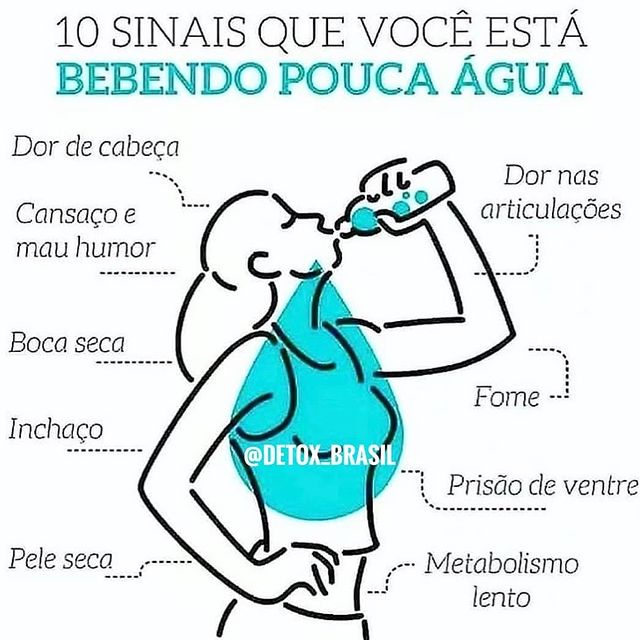 10 SINAIS QUE VOCÊ ESTÁ
BEBENDO POUCA ÁGUA
Dor de cabeça
Cansaço e
mau humor
Boca seca
Inchaço
Pele seca
Dor nas
articulações
Fome
Prisão de ventre
Metabolismo
lento
@DETOX_BRASIL